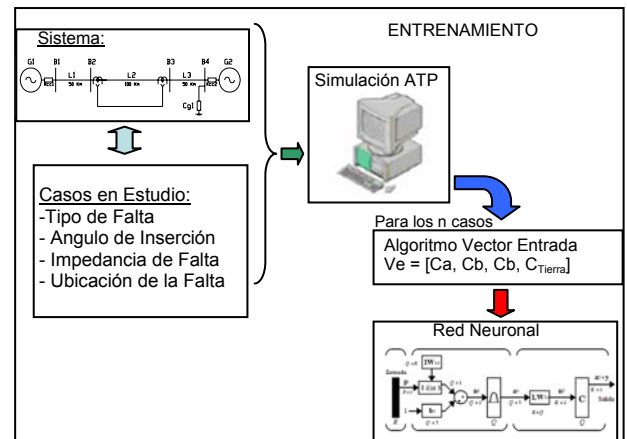 ENTRENAMIENTO
Sistema:
G1 B1 B2 B3 B4 G2
L1 L2 L3
50 Km 100 Km 50 Km
Cg1
Casos en Estudio:
-Tipo de Falta
- Angulo de Inserción
- Impedancia de Falta
- Ubicación de la Falta
Simulación ATP
Para los n casos
Algoritmo Vector Entrada
Ve = [Ca, Cb, Cb, CTierra]
Red Neuronal
Entrada
Salida